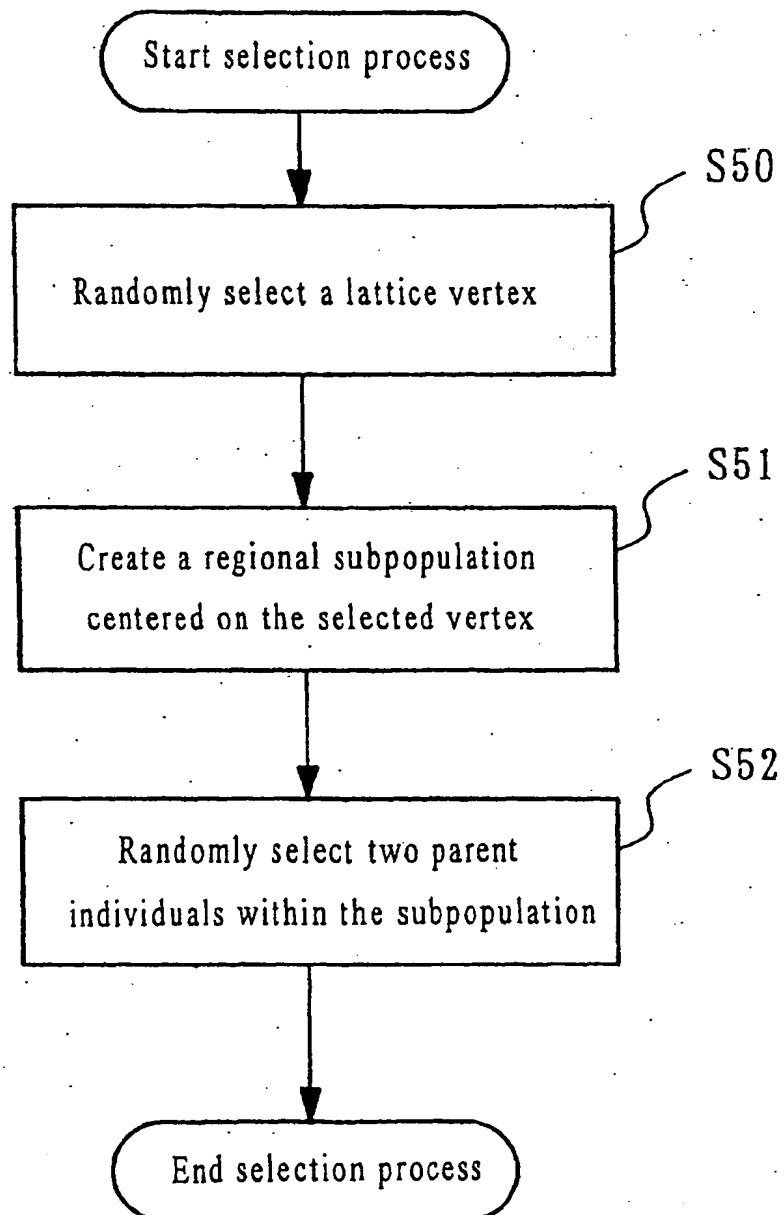 Start selection process
S50
Randomly select a lattice vertex
S51
Create a regional subpopulation
centered on the selected vertex
S52
Randomly select two parent
individuals within the subpopulation
End selection process